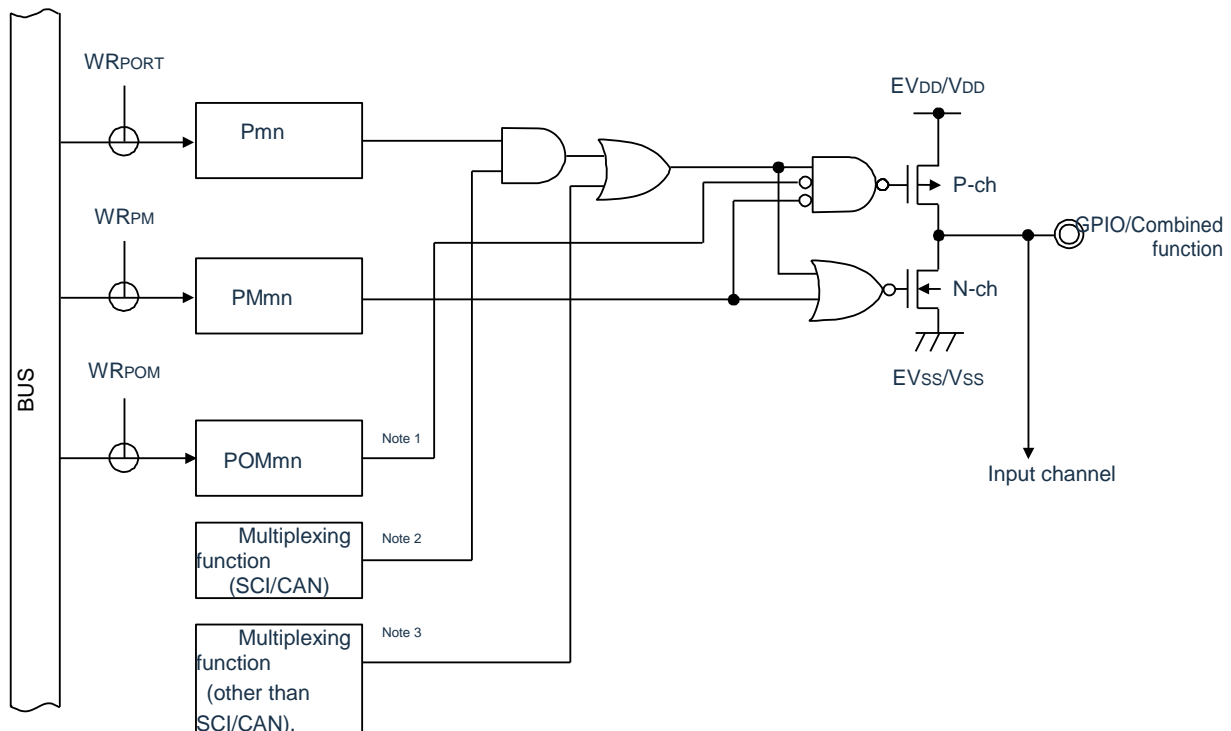 WRPORT
EVDD/VDD
Pmn
P-ch
WRPM
GPIO/Combined
function
PMmn
N-ch
WRPOM
EVSS/VSS
BUS
Note 1
POMmn
Input channel
Multiplexing
function
(SCI/CAN)
Note 2
Multiplexing
function
(other than
SCI/CAN).
Note 3